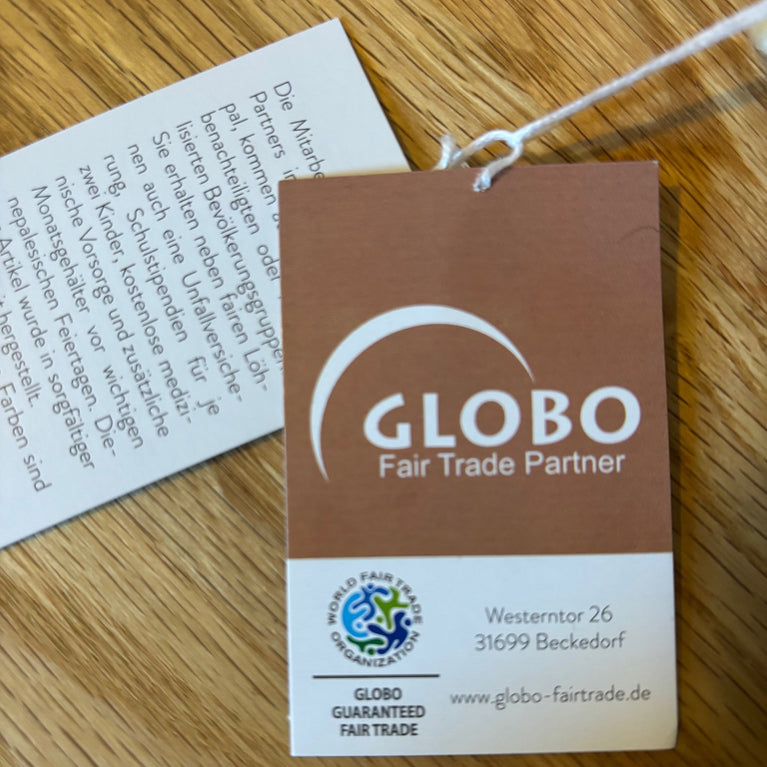 Die Mitarbe
Partners i
pal, kommen
benachteiligten oder
lisierten Bevölkerungsgruppen
Sie erhalten neben fairen Löh-
nen auch eine Unfallversiche-
rung, Schulstipendien für je
zwei Kinder, kostenlose medizi-
nische Vorsorge und zusätzliche
Monatsgehälter vor wichtigen
nepalesischen Feiertagen. Die-
Artikel wurde in sorgfältiger
hergestellt.
Farben sind
GLOBO
Fair Trade Partner
WORLD FAIR TRADE
ORGANIZATION
GLOBO
GUARANTEED
FAIR TRADE
Westerntor 26
31699 Beckedorf
www.globo-fairtrade.de